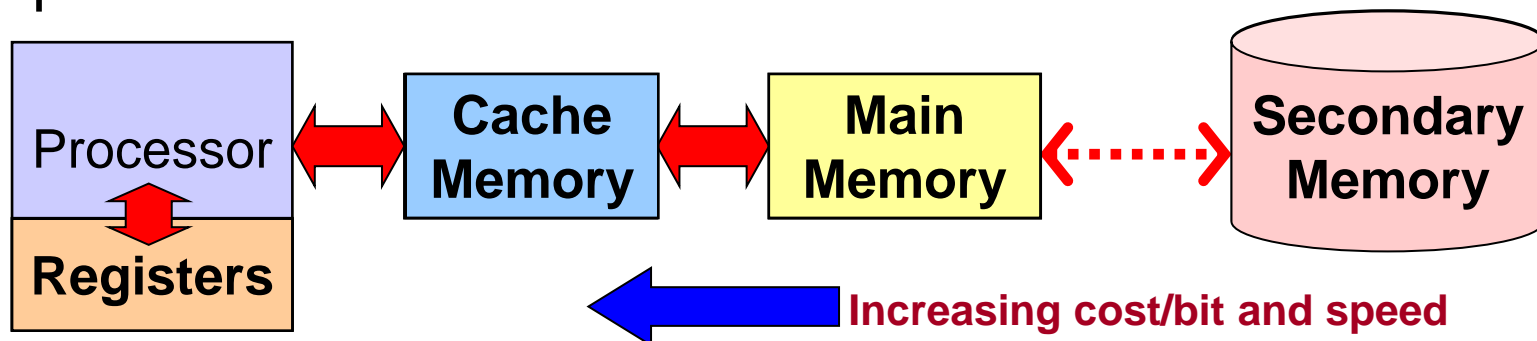 Processor
Registers
Cache
Memory
Main
Memory
Secondary
Memory
Increasing cost/bit and speed